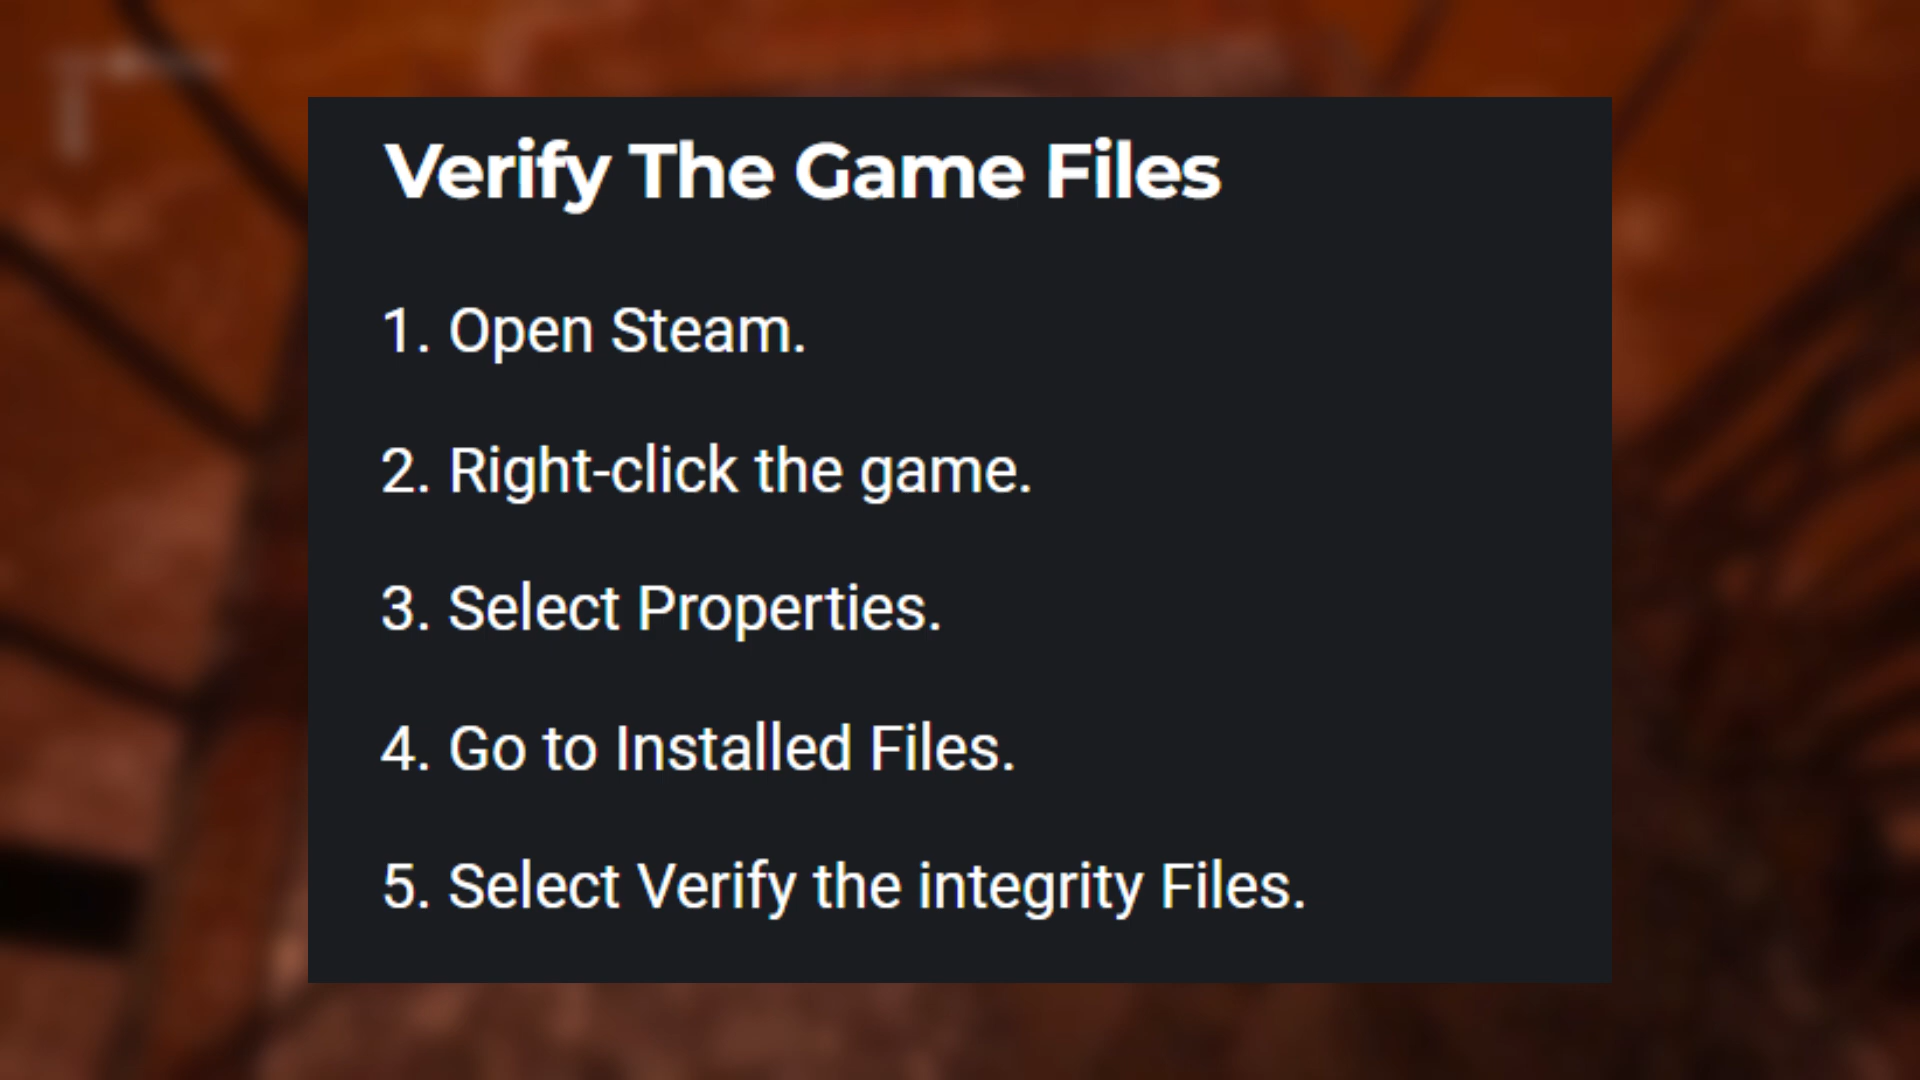 Verify The Game Files
1. Open Steam.
2. Right-click the game.
3. Select Properties.
4. Go to Installed Files.
5. Select Verify the integrity Files.